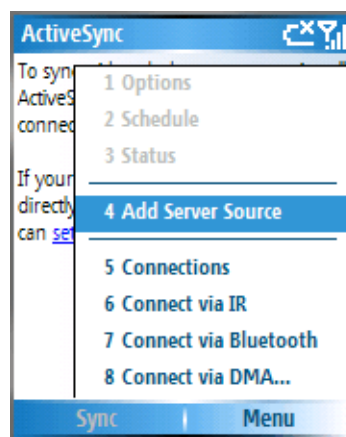 ActiveSync
To syn
ActiveS
connec
If your
directly
can set
1 Options
2 Schedule
3 Status
4 Add Server Source
5 Connections
6 Connect via IR
7 Connect via Bluetooth
8 Connect via DMA...
Sync
Menu